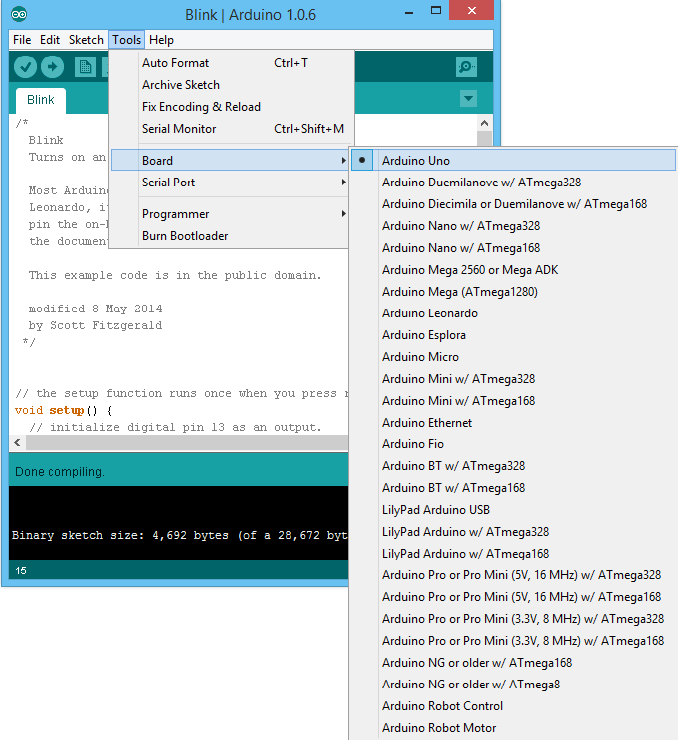 Blink | Arduino 1.0.6
File Edit Sketch Tools Help
Auto Format Ctrl+T
Archive Sketch
Fix Encoding & Reload
Serial Monitor Ctrl+Shift+M
Board
Serial Port
Programmer
Burn Bootloader
Blink
/*
Blink
Turns on an
Most Arduin
Leonardo, i
pin the on-
the documen
This example code is in the public domain.
modified 8 May 2014
by Scott Fitzgerald
*/
// the setup function runs once when you press
void setup() {
// initialize digital pin 13 as an output.
Done compiling.
Binary sketch size: 4,692 bytes (of a 28,672 byt
15
Arduino Uno
Arduino Duemilanove w/ ATmega328
Arduino Diecimila or Duemilanove w/ ATmega168
Arduino Nano w/ ATmega328
Arduino Nano w/ ATmega168
Arduino Mega 2560 or Mega ADK
Arduino Mega (ATmega1280)
Arduino Leonardo
Arduino Esplora
Arduino Micro
Arduino Mini w/ ATmega328
Arduino Mini w/ ATmega168
Arduino Ethernet
Arduino Fio
Arduino BT w/ ATmega328
Arduino BT w/ ATmega168
LilyPad Arduino USB
LilyPad Arduino w/ ATmega328
LilyPad Arduino w/ ATmega168
Arduino Pro or Pro Mini (5V, 16 MHz) w/ ATmega328
Arduino Pro or Pro Mini (5V, 16 MHz) w/ ATmega168
Arduino Pro or Pro Mini (3.3V, 8 MHz) w/ ATmega328
Arduino Pro or Pro Mini (3.3V, 8 MHz) w/ ATmega168
Arduino NG or older w/ ATmega168
Arduino NG or older w/ ATmega8
Arduino Robot Control
Arduino Robot Motor